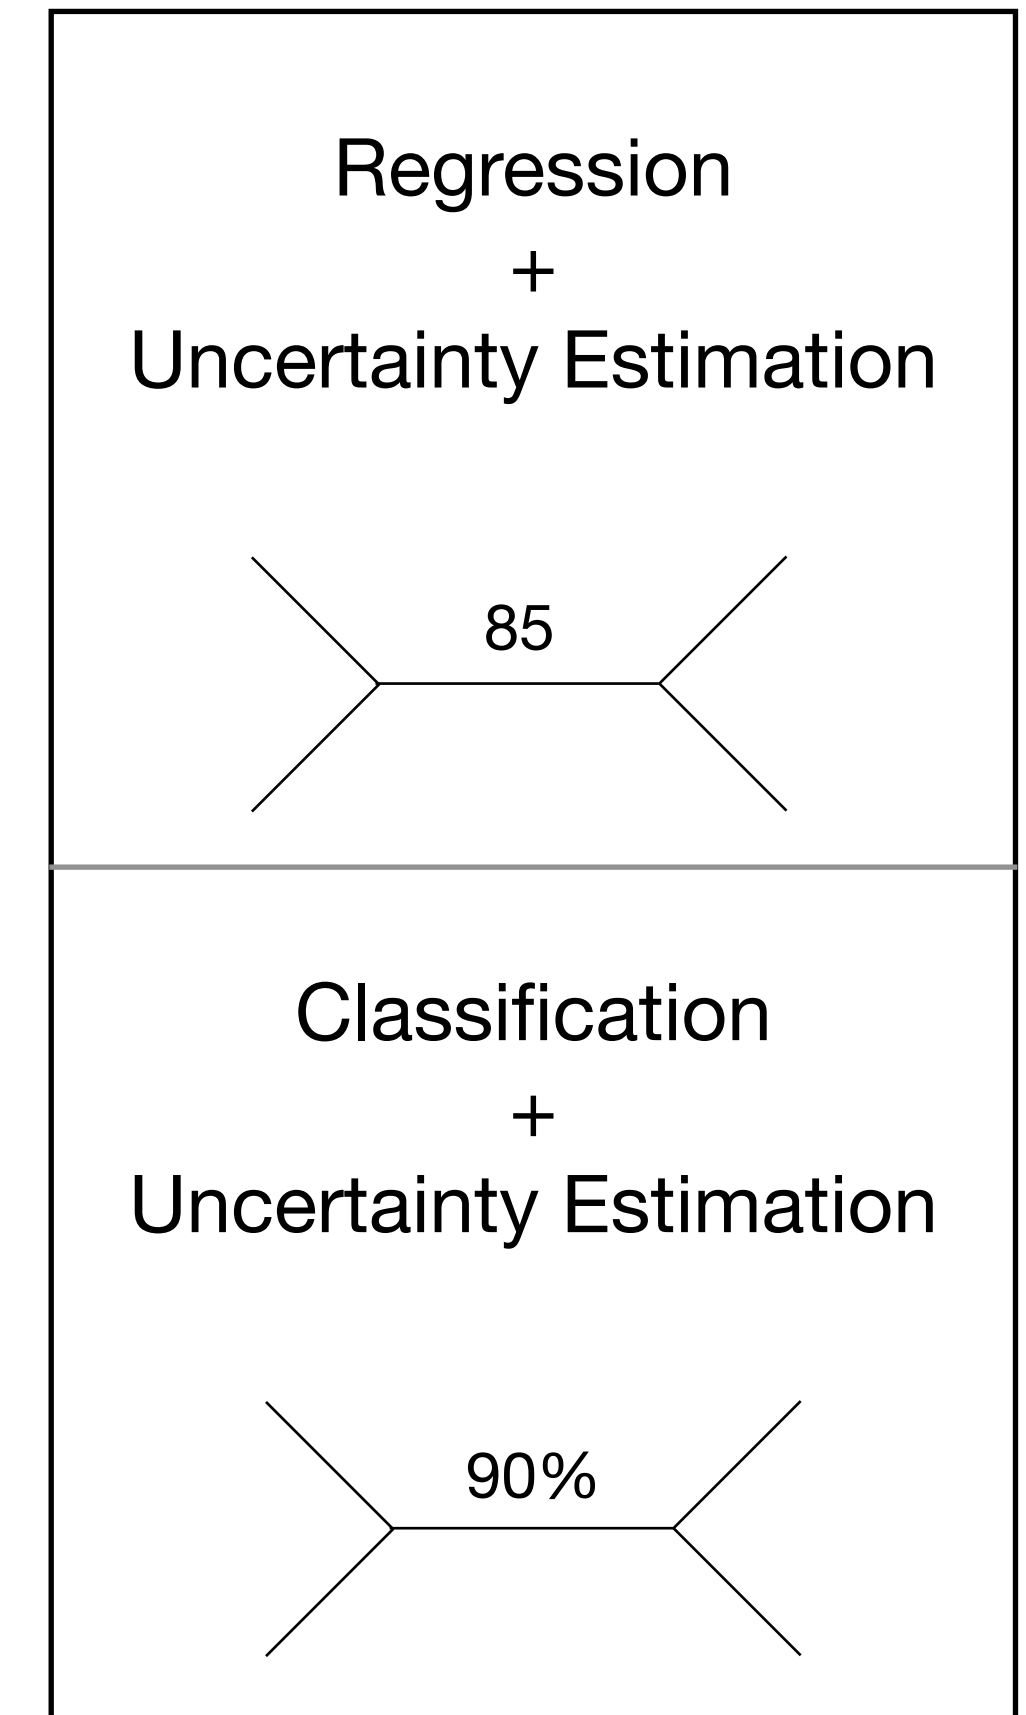 Regression
+
Uncertainty Estimation
85
Classification
+
Uncertainty Estimation
90%